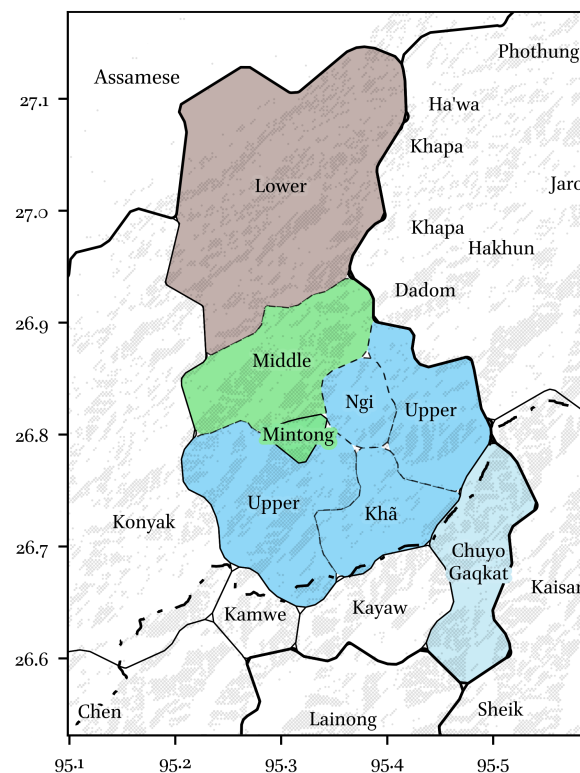 Phothung
Assamese
27.1
Ha'wa
Khapa
Lower
Jaro
27.0
Khapa
Hakhun
Dadom
26.9
Middle
Ngi
Upper
26.8
Mintong
Upper
Khã
Konyak
26.7
Chuyo
Gaqkat
Kaisan
Kamwe
Kayaw
26.6
Chen
Lainong
Sheik
95.1
95.2
95.3
95.4
95.5